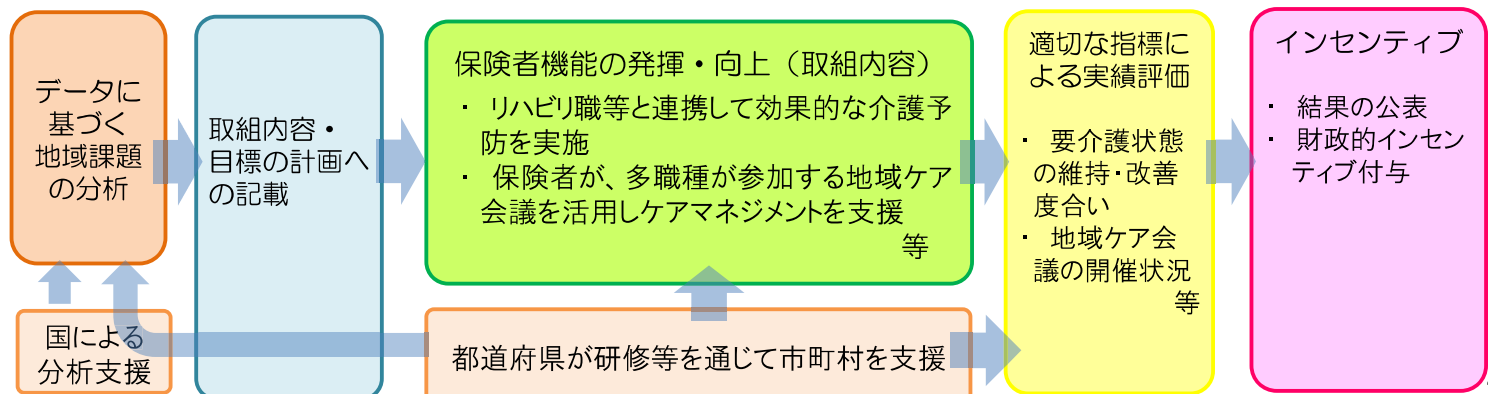 データに
基づく
地域課題
の分析
国による
分析支援
取組内容・
目標の計画へ
の記載
保険者機能の発揮・向上（取組内容）
・ リハビリ職等と連携して効果的な介護予
防を実施
・ 保険者が、多職種が参加する地域ケア
会議を活用しケアマネジメントを支援
等
都道府県が研修等を通じて市町村を支援
適切な指標に
よる実績評価
・ 要介護状態
の維持・改善
度合い
・ 地域ケア会
議の開催状況
等
インセンティブ
・ 結果の公表
・ 財政的インセン
ティブ付与